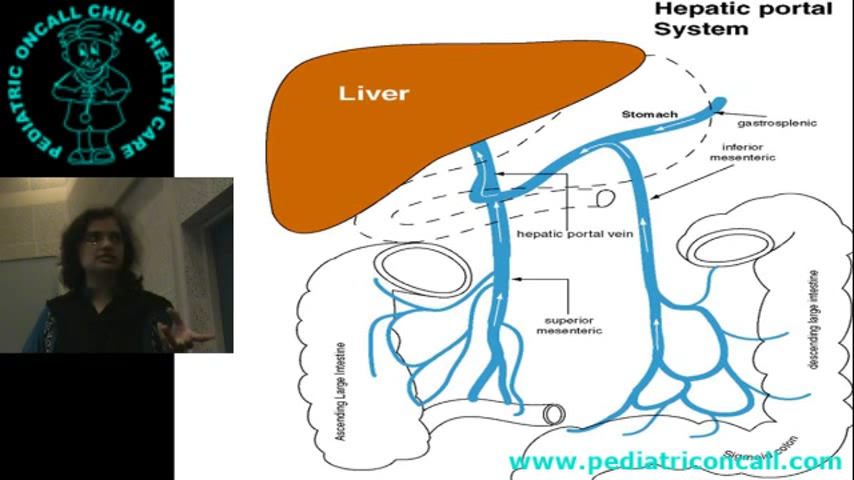 PEDIATRIC ONCALL CHILD HEALTH CARE
Hepatic portal
System
Liver
Stomach
gastrosplenic
inferior
mesenteric
hepatic portal vein
superior
mesenteric
Ascending Large Intestine
descending large intestine
Sigmoid colon
www.pediatriconcall.com